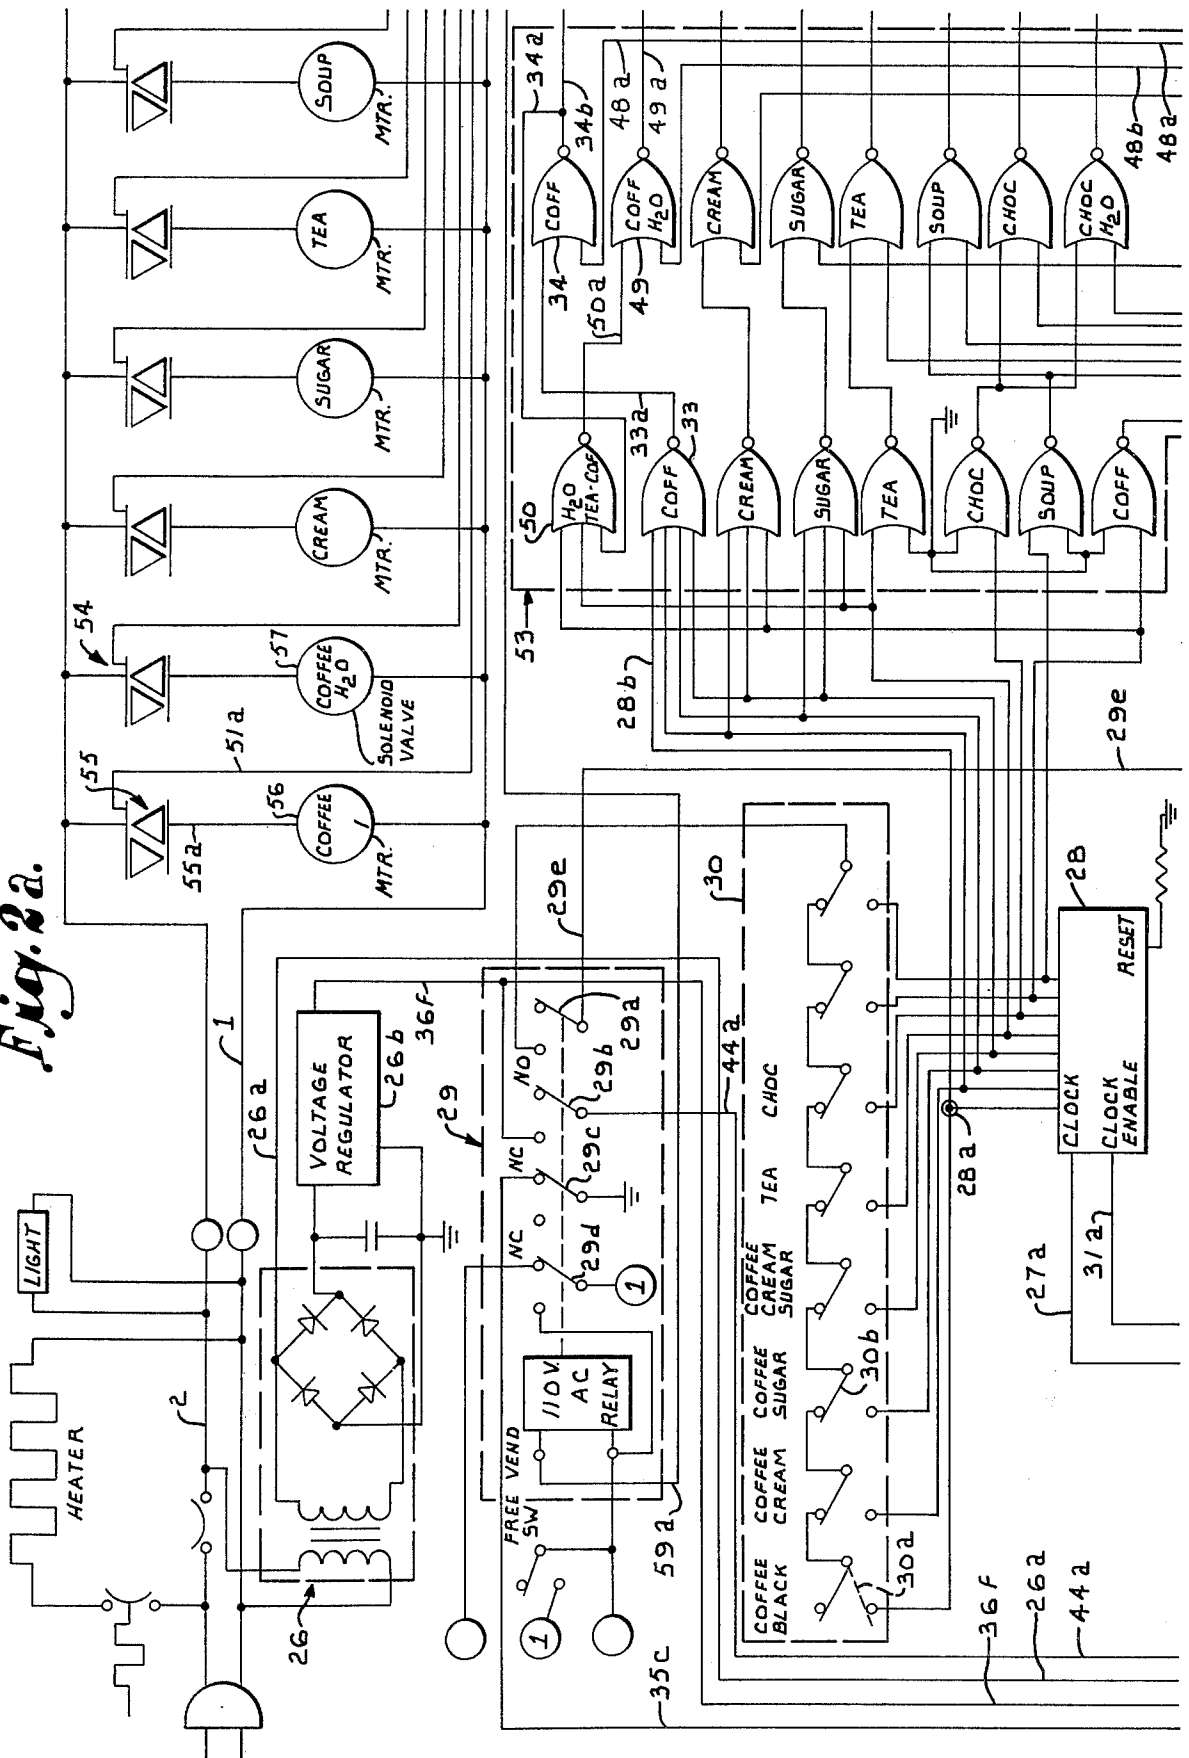 Fig. 2a.
HEATER
LIGHT
2
1
26
26a
VOLTAGE
REGULATOR
26b
36F
55
51a
55a
56
COFFEE
1
MTR.
54
57
COFFEE
H2O
SOLENOID
VALVE
CREAM
MTR.
SUGAR
MTR.
TEA
MTR.
SOUP
MTR.
29
1
FREE VEND
SW
110V.
AC
RELAY
59a
NC
29d
1
NC
29c
29b
NO
29a
29e
44a
35c
30
COFFEE
BLACK
COFFEE
CREAM
COFFEE
SUGAR
COFFEE
CREAM
SUGAR
TEA
CHOC
30a
30b
36F
26a
44a
27a
31a
28a
CLOCK
CLOCK
ENABLE
RESET
28
29e
28b
53
50
H2O
TEA-COF
COFF
33
33a
CREAM
SUGAR
TEA
CHOC
SOUP
COFF
50a
34
COFF
34a
34b
49
COFF
H2O
48a
49a
CREAM
SUGAR
TEA
SOUP
CHOC
CHOC
H2O
48b
48a